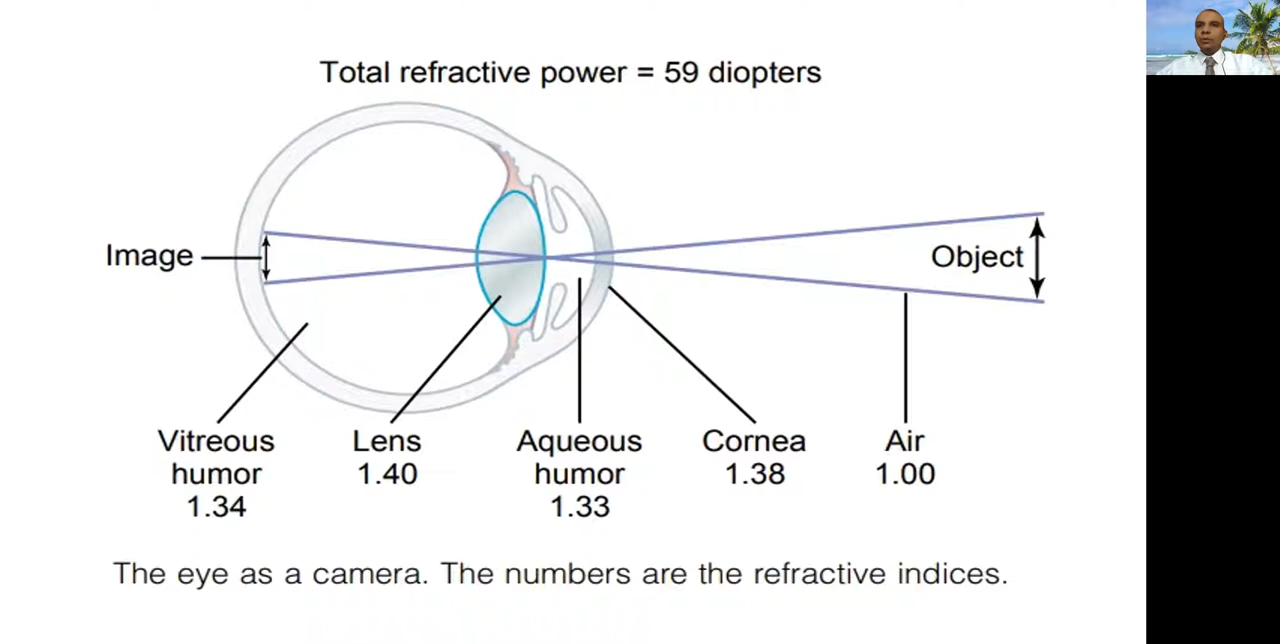 Total refractive power = 59 diopters
Image
Object
Vitreous
humor
1.34
Lens
1.40
Aqueous
humor
1.33
Cornea
1.38
Air
1.00
The eye as a camera. The numbers are the refractive indices.